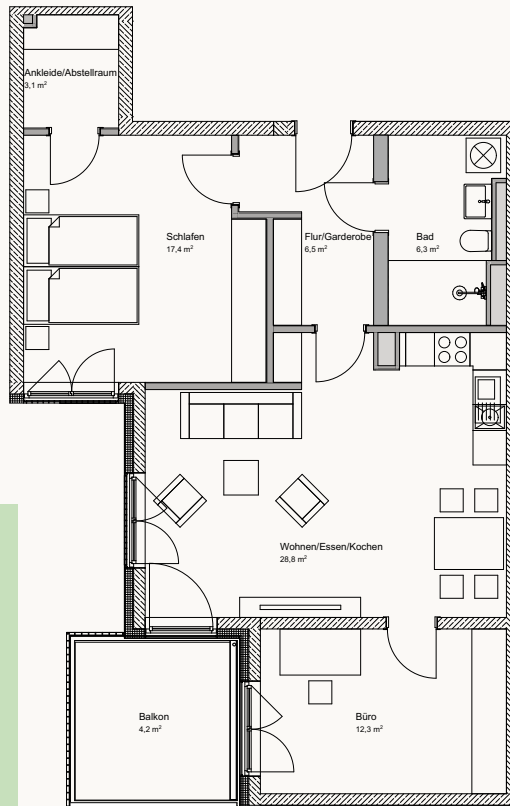 Ankleide/Abstellraum
3,1 m²
Schlafen
17,4 m²
Flur/Garderobe
6,5 m²
Bad
6,3 m²
Wohnen/Essen/Kochen
28,8 m²
Balkon
4,2 m²
Büro
12,3 m²